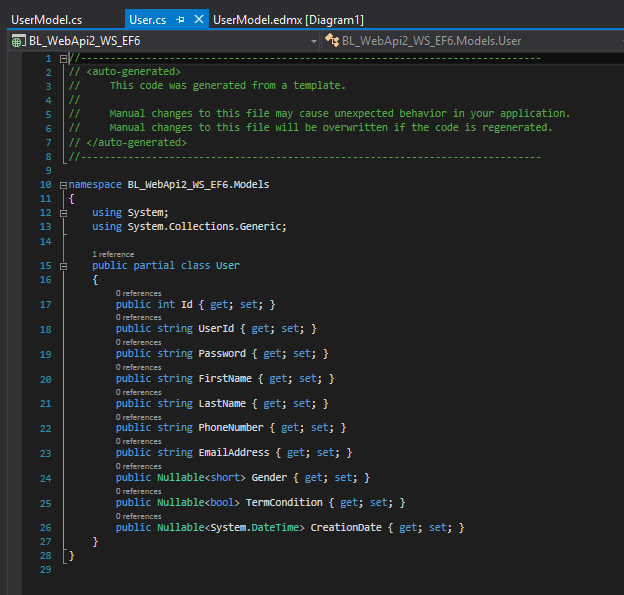 UserModel.cs
User.cs
UserModel.edmx [Diagram1]
BL_WebApi2_WS_EF6
BL_WebApi2_WS_EF6.Models.User
1 //------------------------------------------------------------------------------
2 // <auto-generated>
3 //     This code was generated from a template.
4 //
5 //     Manual changes to this file may cause unexpected behavior in your application.
6 //     Manual changes to this file will be overwritten if the code is regenerated.
7 // </auto-generated>
8 //------------------------------------------------------------------------------
9
10 namespace BL_WebApi2_WS_EF6.Models
11 {
12     using System;
13     using System.Collections.Generic;
14
1 reference
15     public partial class User
16     {
0 references
17         public int Id { get; set; }
0 references
18         public string UserId { get; set; }
0 references
19         public string Password { get; set; }
0 references
20         public string FirstName { get; set; }
0 references
21         public string LastName { get; set; }
0 references
22         public string PhoneNumber { get; set; }
0 references
23         public string EmailAddress { get; set; }
0 references
24         public Nullable<short> Gender { get; set; }
0 references
25         public Nullable<bool> TermCondition { get; set; }
0 references
26         public Nullable<System.DateTime> CreationDate { get; set; }
27     }
28 }
29